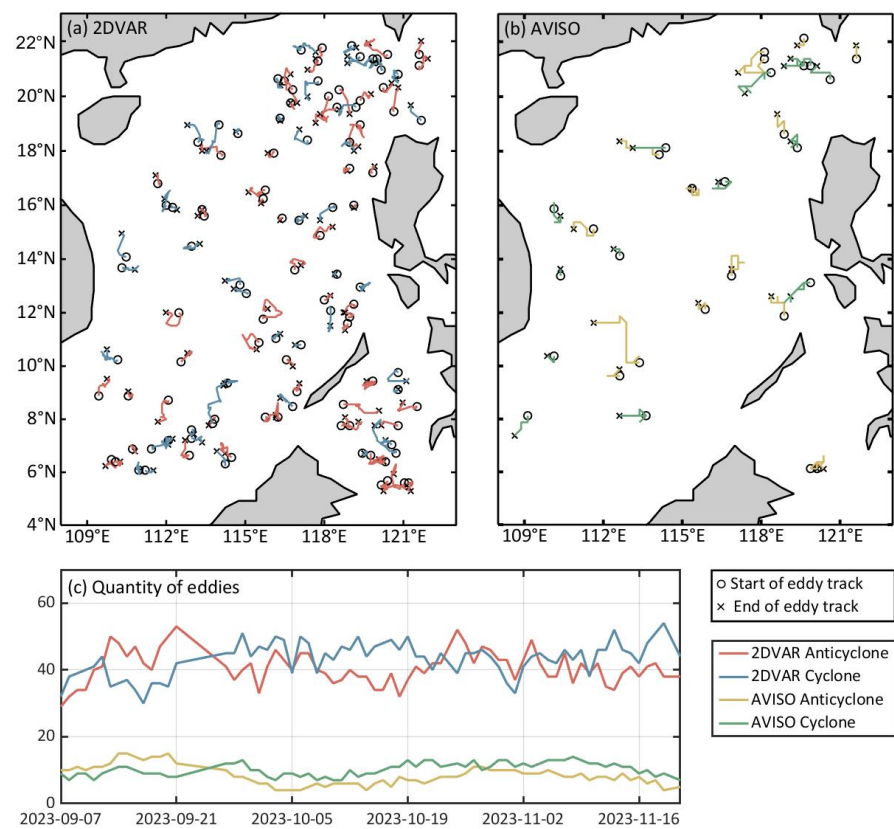 (a) 2DVAR
(b) AVISO
22°N
20°N
18°N
16°N
14°N
12°N
10°N
8°N
6°N
4°N
109°E 112°E 115°E 118°E 121°E
109°E 112°E 115°E 118°E 121°E
(c) Quantity of eddies
60
40
20
0
2023-09-07 2023-09-21 2023-10-05 2023-10-19 2023-11-02 2023-11-16
Start of eddy track
End of eddy track
2DVAR Anticyclone
2DVAR Cyclone
AVISO Anticyclone
AVISO Cyclone